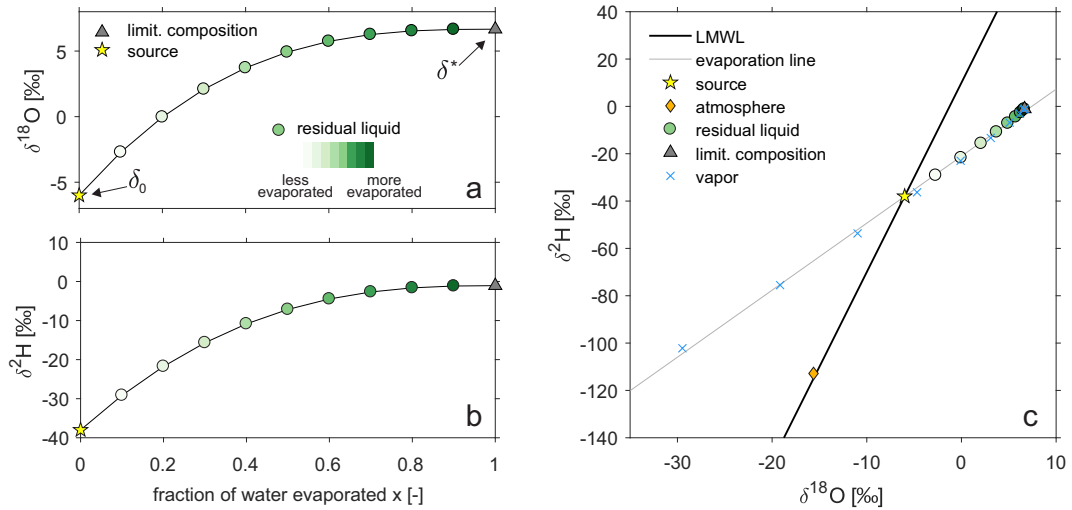 limit. composition
source
δ*
δ0
residual liquid
less evaporated
more evaporated
a
5
0
-5
δ18O [‰]
10
0
-10
-20
-30
-40
δ2H [‰]
b
0
0.2
0.4
0.6
0.8
1
fraction of water evaporated x [-]
40
20
0
-20
-40
-60
-80
-100
-120
-140
δ2H [‰]
LMWL
evaporation line
source
atmosphere
residual liquid
limit. composition
vapor
c
-30
-20
-10
0
10
δ18O [‰]